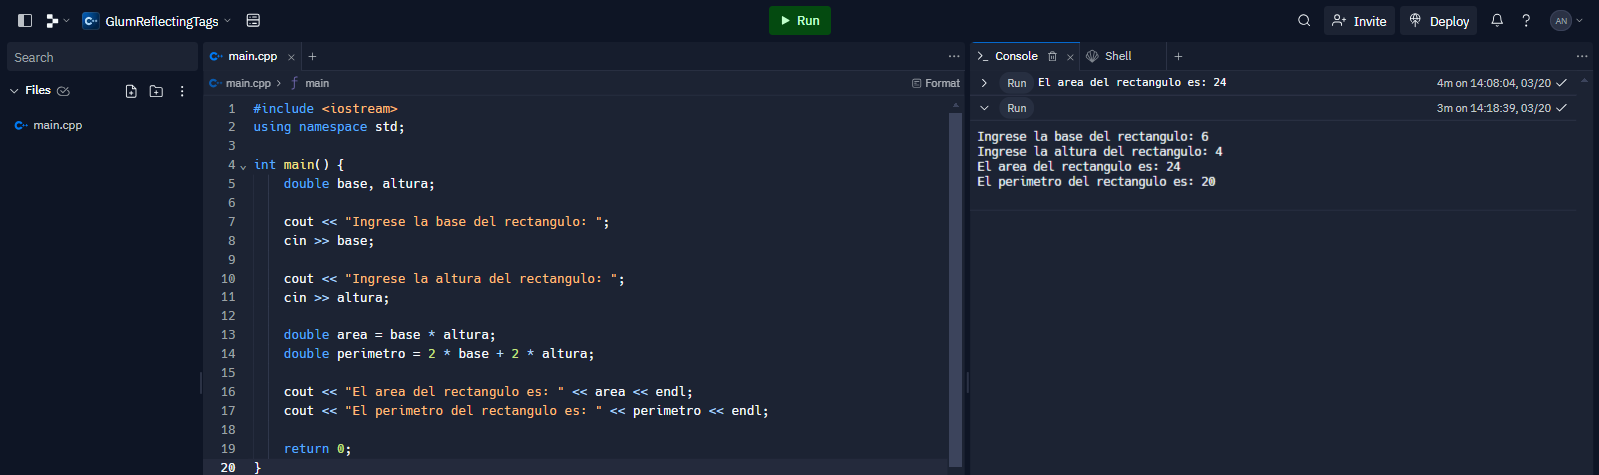 GlumReflectingTags
Run
Invite
Deploy
AN
Search
Files
main.cpp
main.cpp
main.cpp > ƒ main
Format
1 #include <iostream>
2 using namespace std;
3
4 int main() {
5 double base, altura;
6
7 cout << "Ingrese la base del rectangulo: ";
8 cin >> base;
9
10 cout << "Ingrese la altura del rectangulo: ";
11 cin >> altura;
12
13 double area = base * altura;
14 double perimetro = 2 * base + 2 * altura;
15
16 cout << "El area del rectangulo es: " << area << endl;
17 cout << "El perimetro del rectangulo es: " << perimetro << endl;
18
19 return 0;
20 }
Console
Shell
Run El area del rectangulo es: 24 4m on 14:08:04, 03/20
Run 3m on 14:18:39, 03/20
Ingrese la base del rectangulo: 6
Ingrese la altura del rectangulo: 4
El area del rectangulo es: 24
El perimetro del rectangulo es: 20